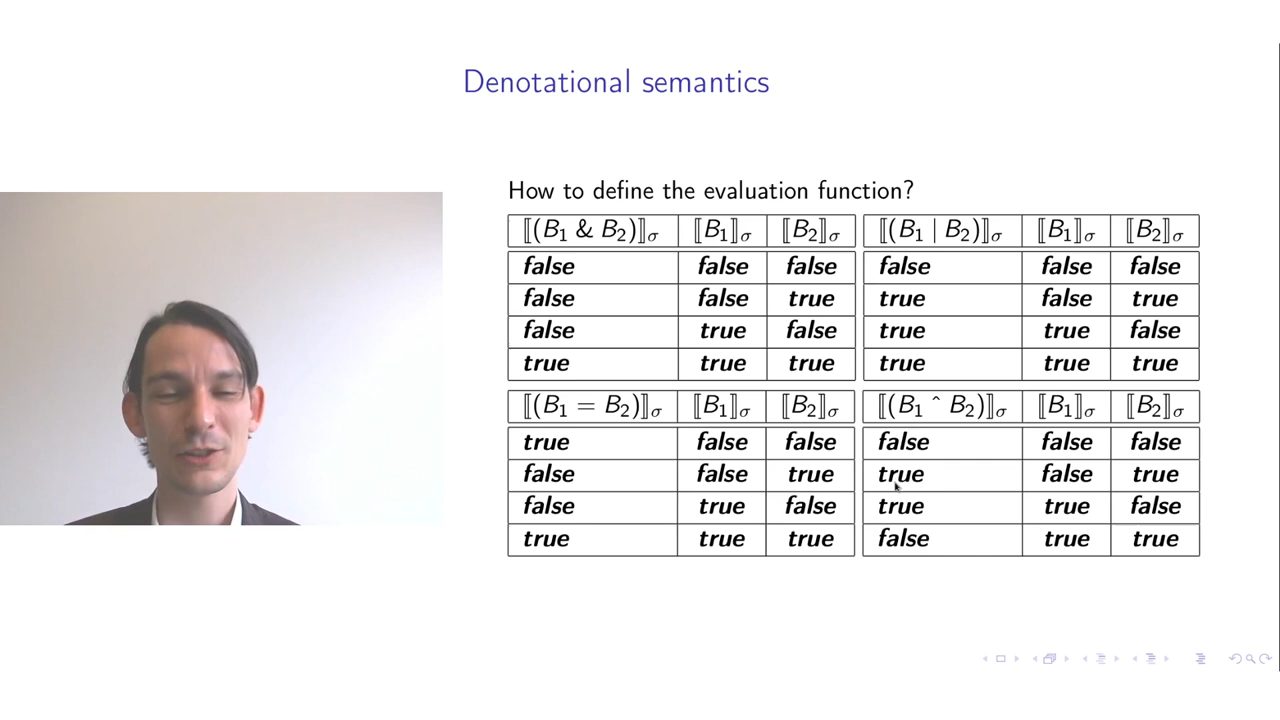 Denotational semantics
How to define the evaluation function?
⟦(B₁ & B₂)⟧σ ⟦B₁⟧σ ⟦B₂⟧σ ⟦(B₁ | B₂)⟧σ ⟦B₁⟧σ ⟦B₂⟧σ
false false false false false false
false false true true false true
false true false true true false
true true true true true true
⟦(B₁ = B₂)⟧σ ⟦B₁⟧σ ⟦B₂⟧σ ⟦(B₁ ^ B₂)⟧σ ⟦B₁⟧σ ⟦B₂⟧σ
true false false false false false
false false true true false true
false true false true true false
true true true false true true